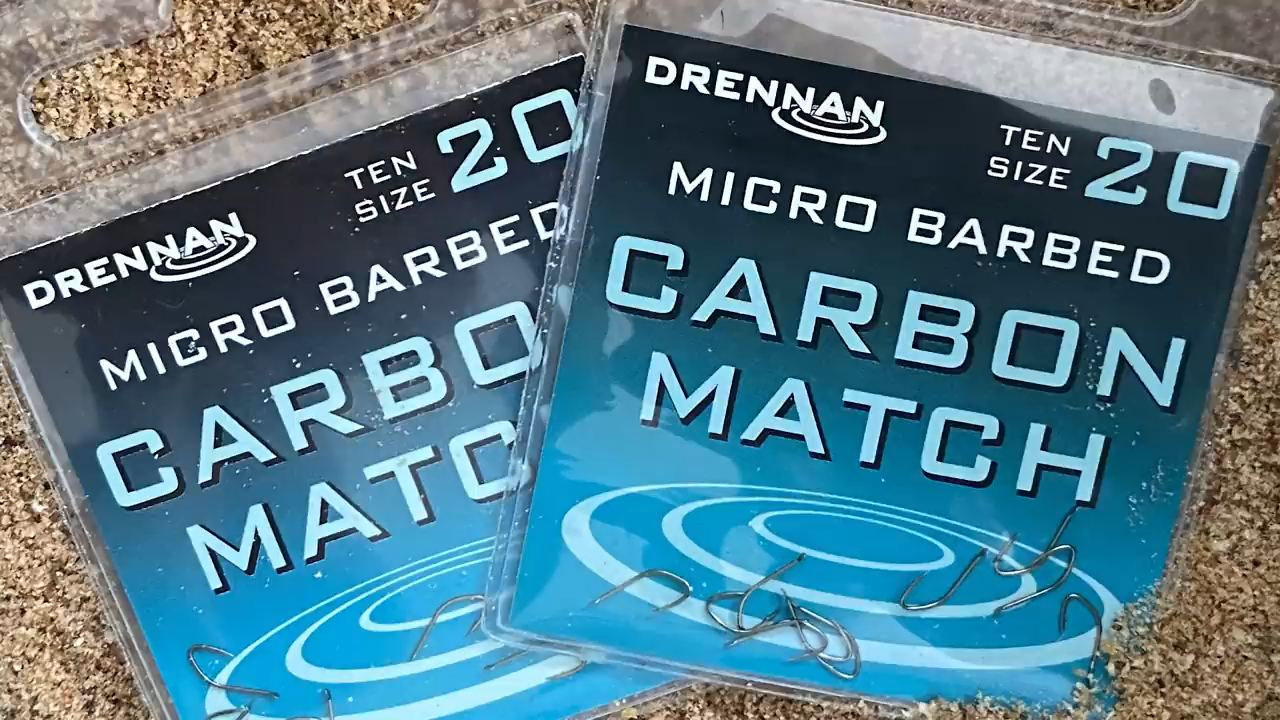 DRENNAN
TEN
SIZE 20
MICRO BARBED
CARBO
MATC
DRENNAN
TEN
SIZE 20
MICRO BARBED
CARBON
MATCH